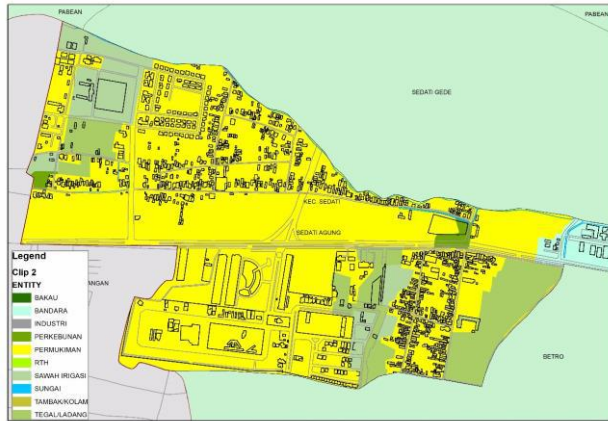 PABEAN
PABEAN
SEDATI GEDE
KEC. SEDATI
SEDATI AGUNG
Legend
Clip 2
ENTITY
BAKAU
BANDARA
INDUSTRI
PERKEBUNAN
PERMUKIMAN
RTH
SAWAH IRIGASI
SUNGAI
TAMBAK/KOLAM
TEGAL/LADANG
ANGAN
BETRO